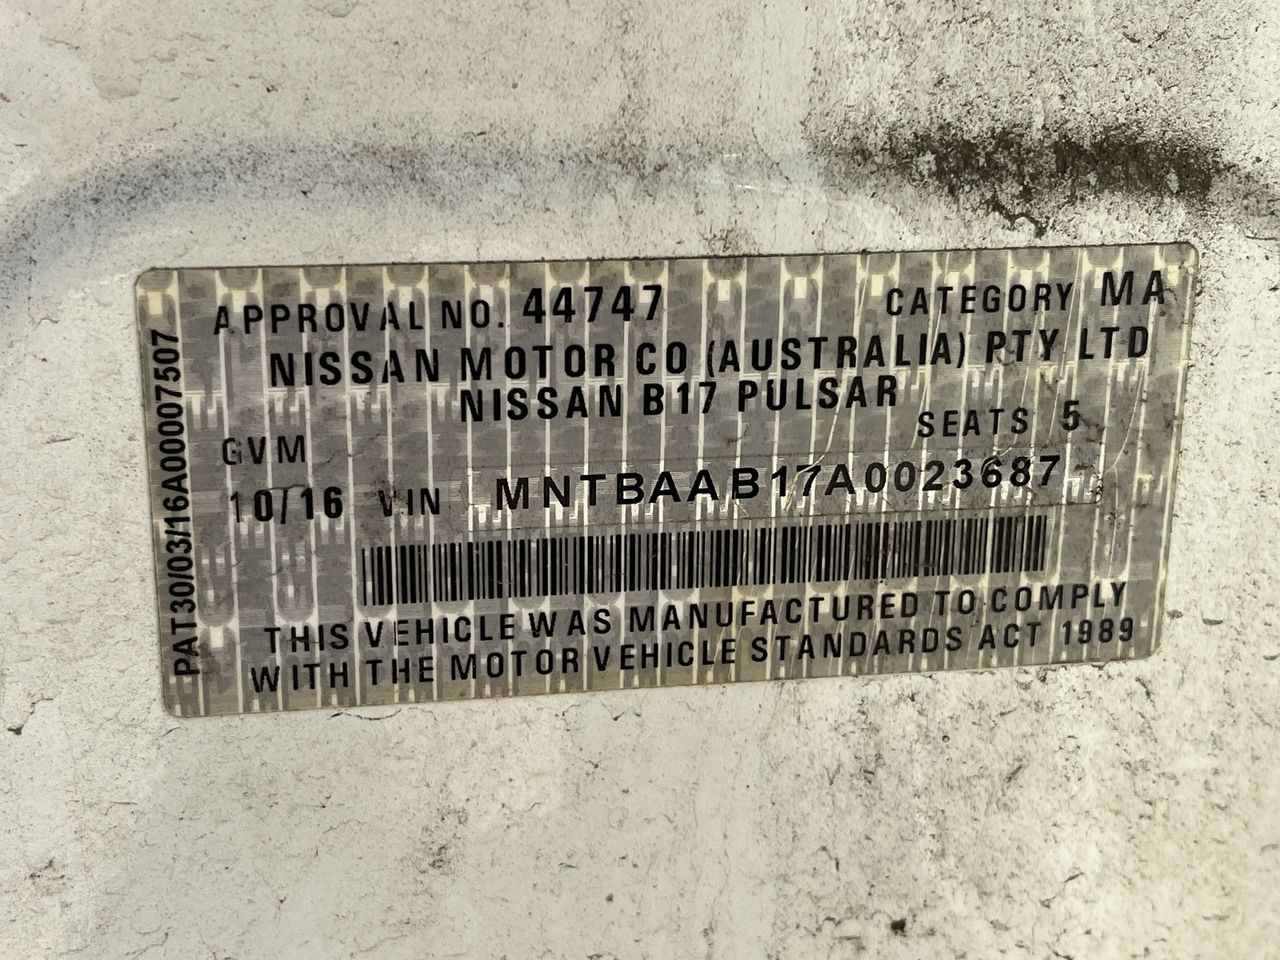 APPROVAL NO. 44747 CATEGORY MA
NISSAN MOTOR CO (AUSTRALIA) PTY LTD
NISSAN B17 PULSAR
GVM SEATS 5
10/16 VIN MNTBAAB17A0023687
THIS VEHICLE WAS MANUFACTURED TO COMPLY
WITH THE MOTOR VEHICLE STANDARDS ACT 1989
PAT30/03/16A00007507